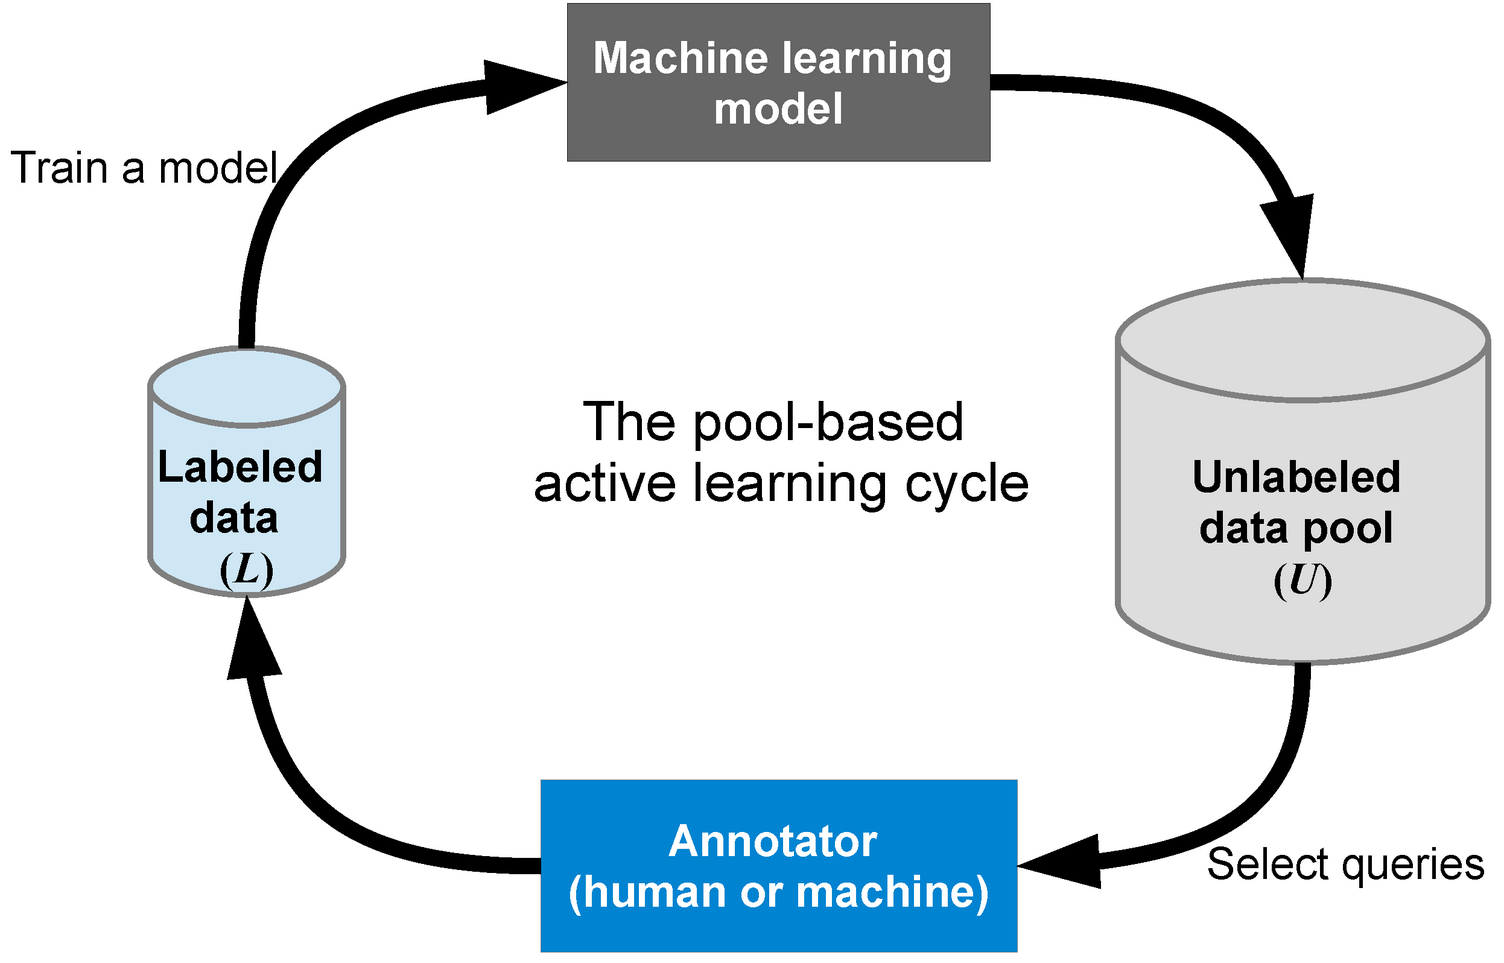 Machine learning
model
Train a model
The pool-based
active learning cycle
Labeled
data
(L)
Unlabeled
data pool
(U)
Annotator
(human or machine)
Select queries